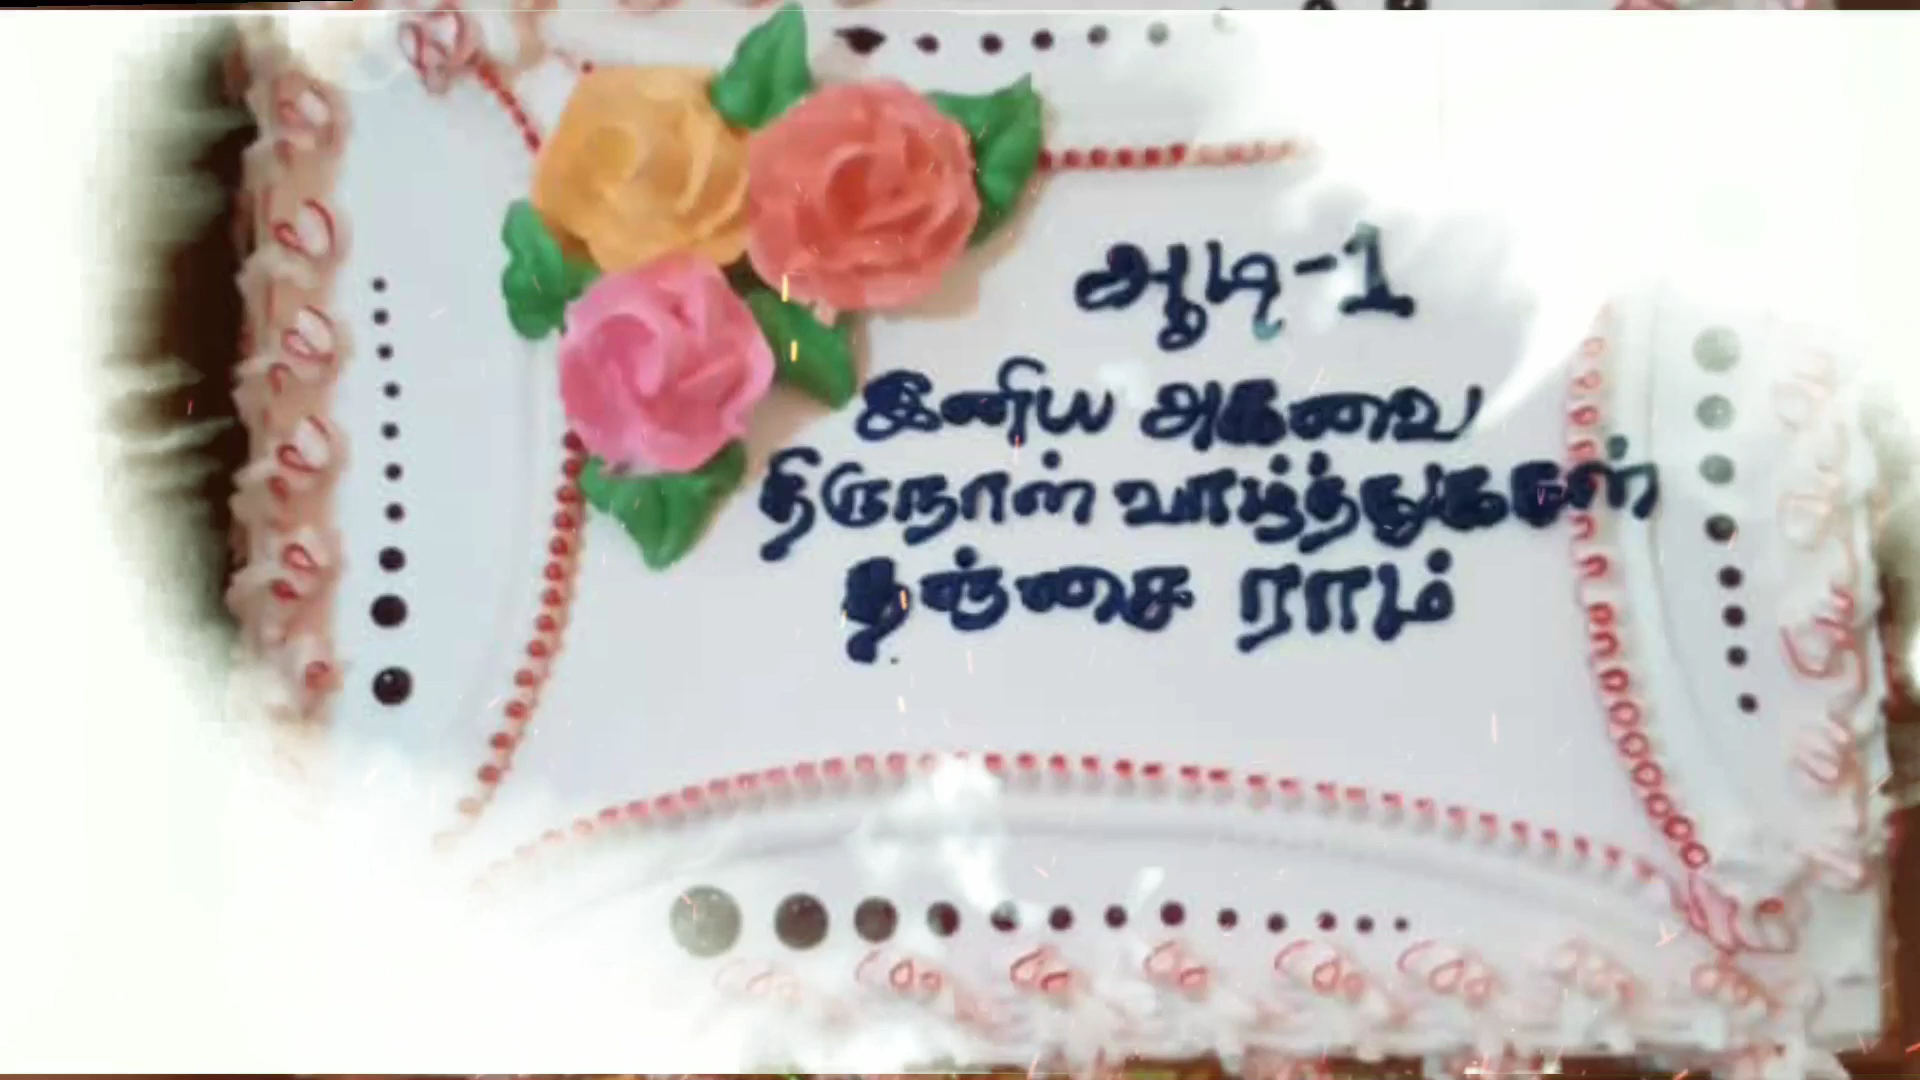 ஆடி-1
இனிய அகவை
திருநாள் வாழ்த்துக்கள்
தஞ்சை ராம்